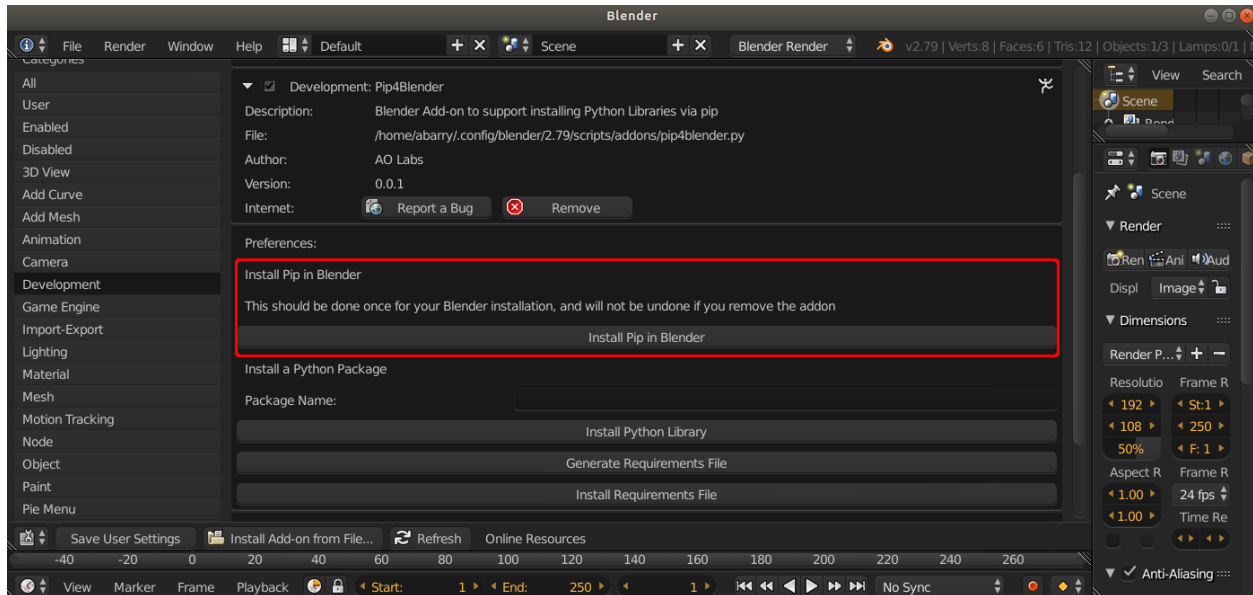 Blender
File Render Window Help Default Scene Blender Render v2.79 | Verts:8 | Faces:6 | Tris:12 | Objects:1/3 | Lamps:0/1 |
Categories
All
User
Enabled
Disabled
3D View
Add Curve
Add Mesh
Animation
Camera
Development
Game Engine
Import-Export
Lighting
Material
Mesh
Motion Tracking
Node
Object
Paint
Pie Menu
Development: Pip4Blender
Description: Blender Add-on to support installing Python Libraries via pip
File: /home/abarry/.config/blender/2.79/scripts/addons/pip4blender.py
Author: AO Labs
Version: 0.0.1
Internet: Report a Bug Remove
Preferences:
Install Pip in Blender
This should be done once for your Blender installation, and will not be undone if you remove the addon
Install Pip in Blender
Install a Python Package
Package Name:
Install Python Library
Generate Requirements File
Install Requirements File
Save User Settings Install Add-on from File... Refresh Online Resources
-40 -20 0 20 40 60 80 100 120 140 160 180 200 220 240 260
View Marker Frame Playback Start: 1 End: 250 1 No Sync
View Search
Scene
Scene
Render
Ren Ani Aud
Displ Image
Dimensions
Render P...
Resolutio Frame R
192 St:1
108 250
50% F: 1
Aspect R Frame R
1.00 24 fps
1.00 Time Re
Anti-Aliasing